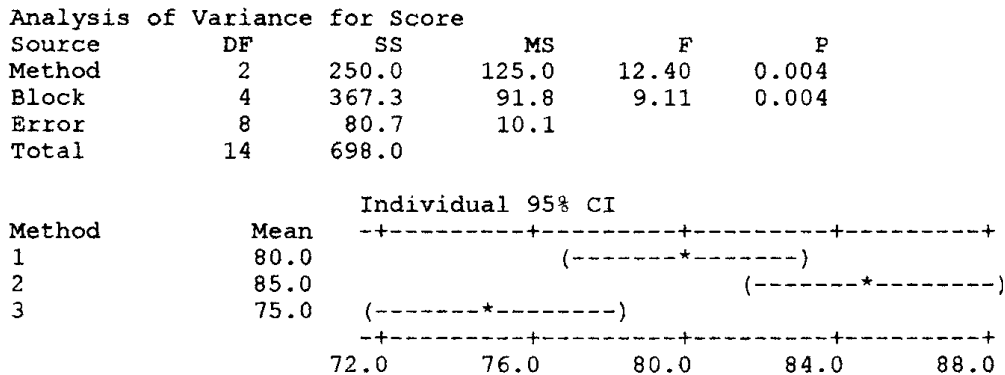 Analysis of Variance for Score
Source DF SS MS F P
Method 2 250.0 125.0 12.40 0.004
Block 4 367.3 91.8 9.11 0.004
Error 8 80.7 10.1
Total 14 698.0
Individual 95% CI
Method Mean -+---------+---------+---------+---------+
1 80.0 (-------*-------)
2 85.0 (-------*--------)
3 75.0 (-------*--------)
-+---------+---------+---------+---------+
72.0 76.0 80.0 84.0 88.0